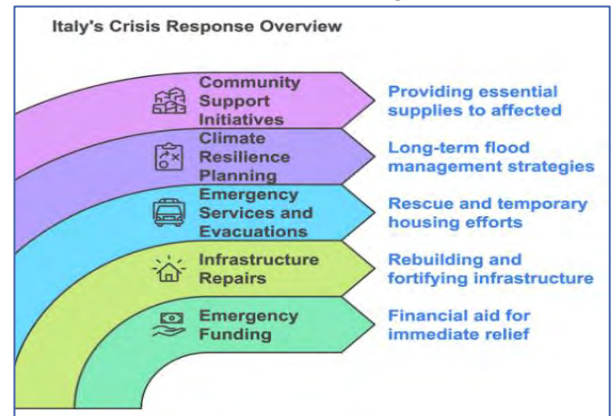 Italy's Crisis Response Overview
Community
Support
Initiatives
Providing essential
supplies to affected
Climate
Resilience
Planning
Long-term flood
management strategies
Emergency
Services and
Evacuations
Rescue and temporary
housing efforts
Infrastructure
Repairs
Rebuilding and
fortifying infrastructure
Emergency
Funding
Financial aid for
immediate relief